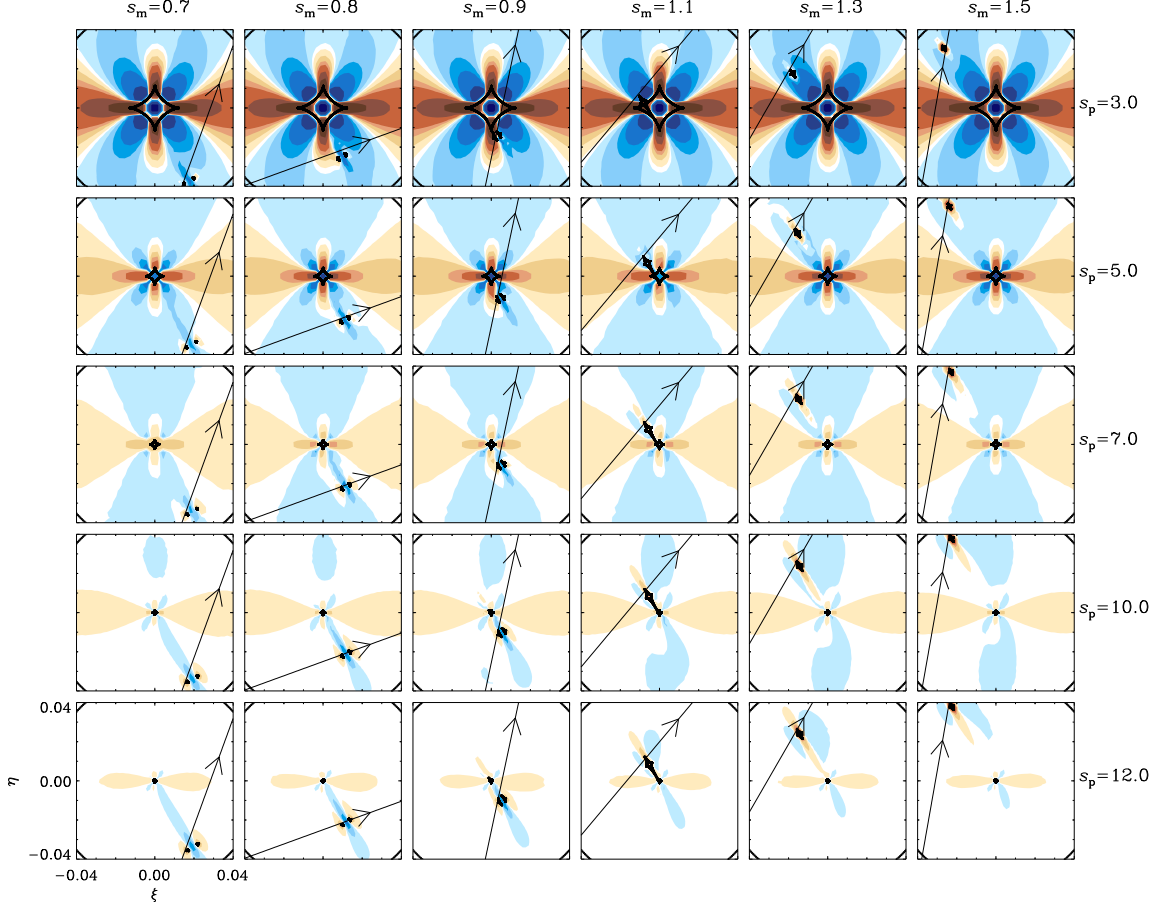 s_m=0.7 s_m=0.8 s_m=0.9 s_m=1.1 s_m=1.3 s_m=1.5
s_p=3.0
s_p=5.0
s_p=7.0
s_p=10.0
0.04
s_p=12.0
0.00
η
−0.04
−0.04 0.00 0.04
ξ